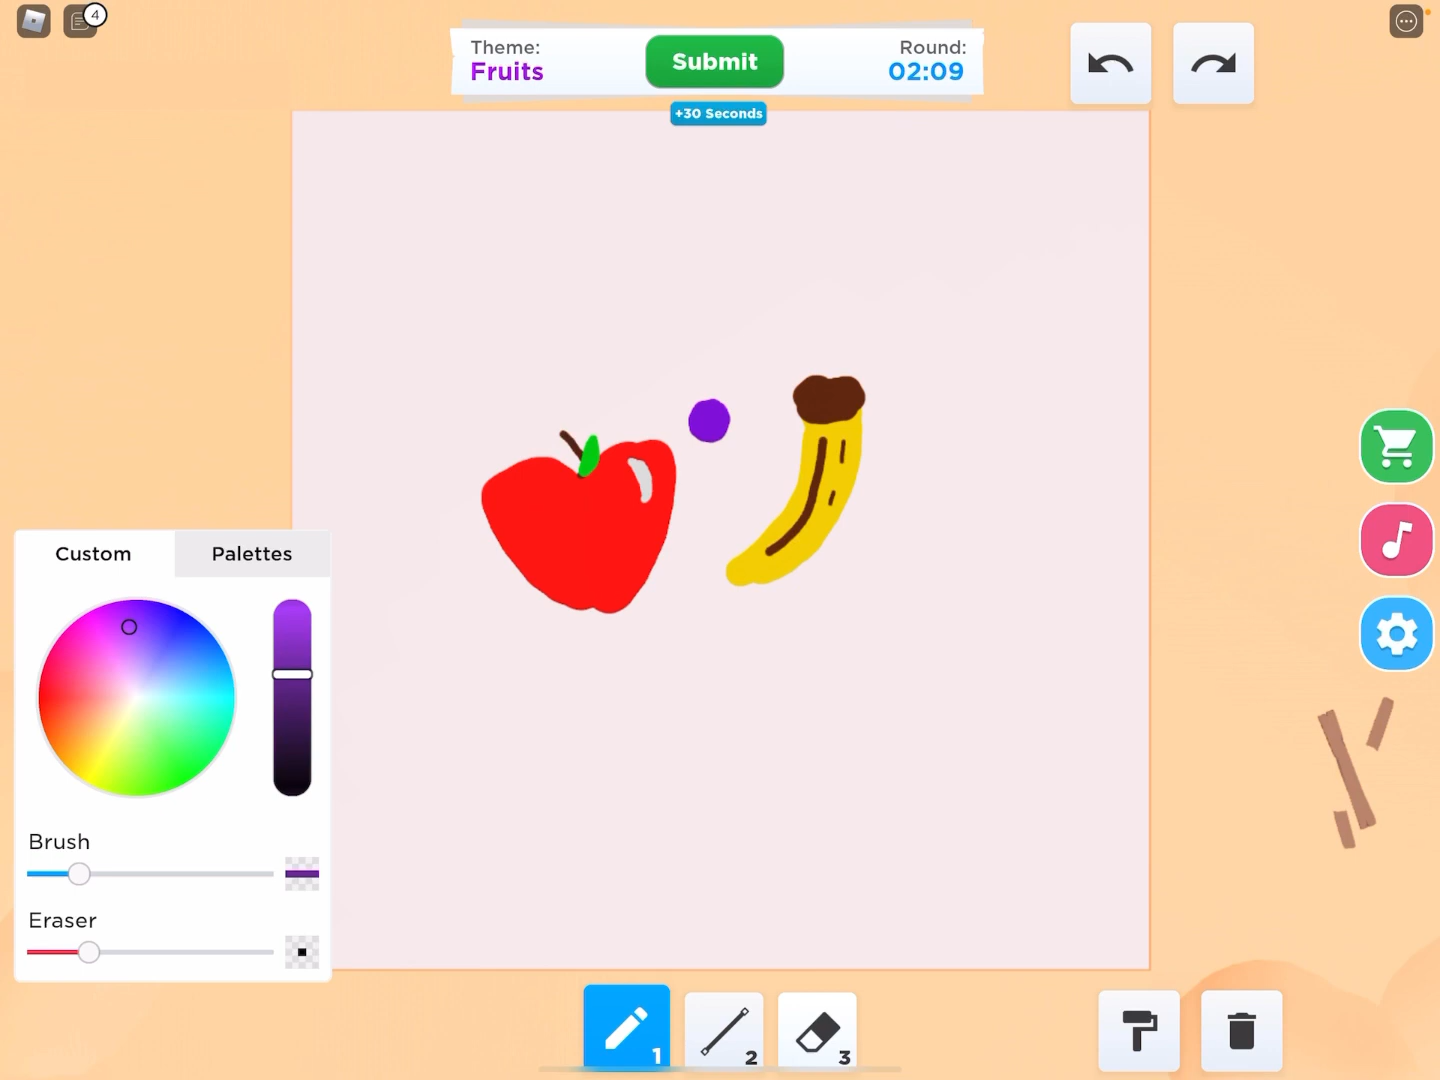 4
Theme:
Fruits
Submit
Round:
02:09
+30 Seconds
Custom
Palettes
Brush
Eraser
1
2
3